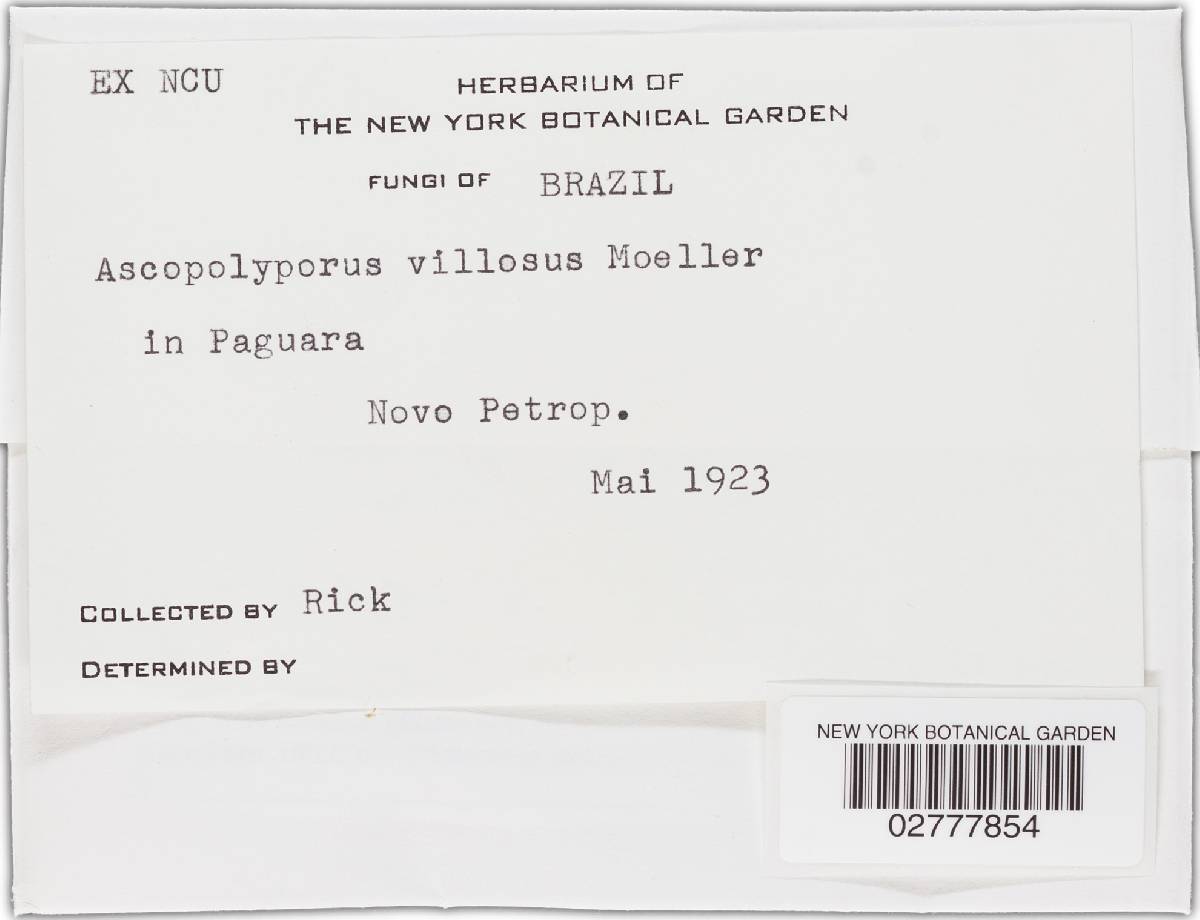 EX NCU
HERBARIUM OF
THE NEW YORK BOTANICAL GARDEN
FUNGI OF BRAZIL
Ascopolyporus villosus Moeller
in Paguara
Novo Petrop.
Mai 1923
COLLECTED BY Rick
DETERMINED BY
NEW YORK BOTANICAL GARDEN
02777854